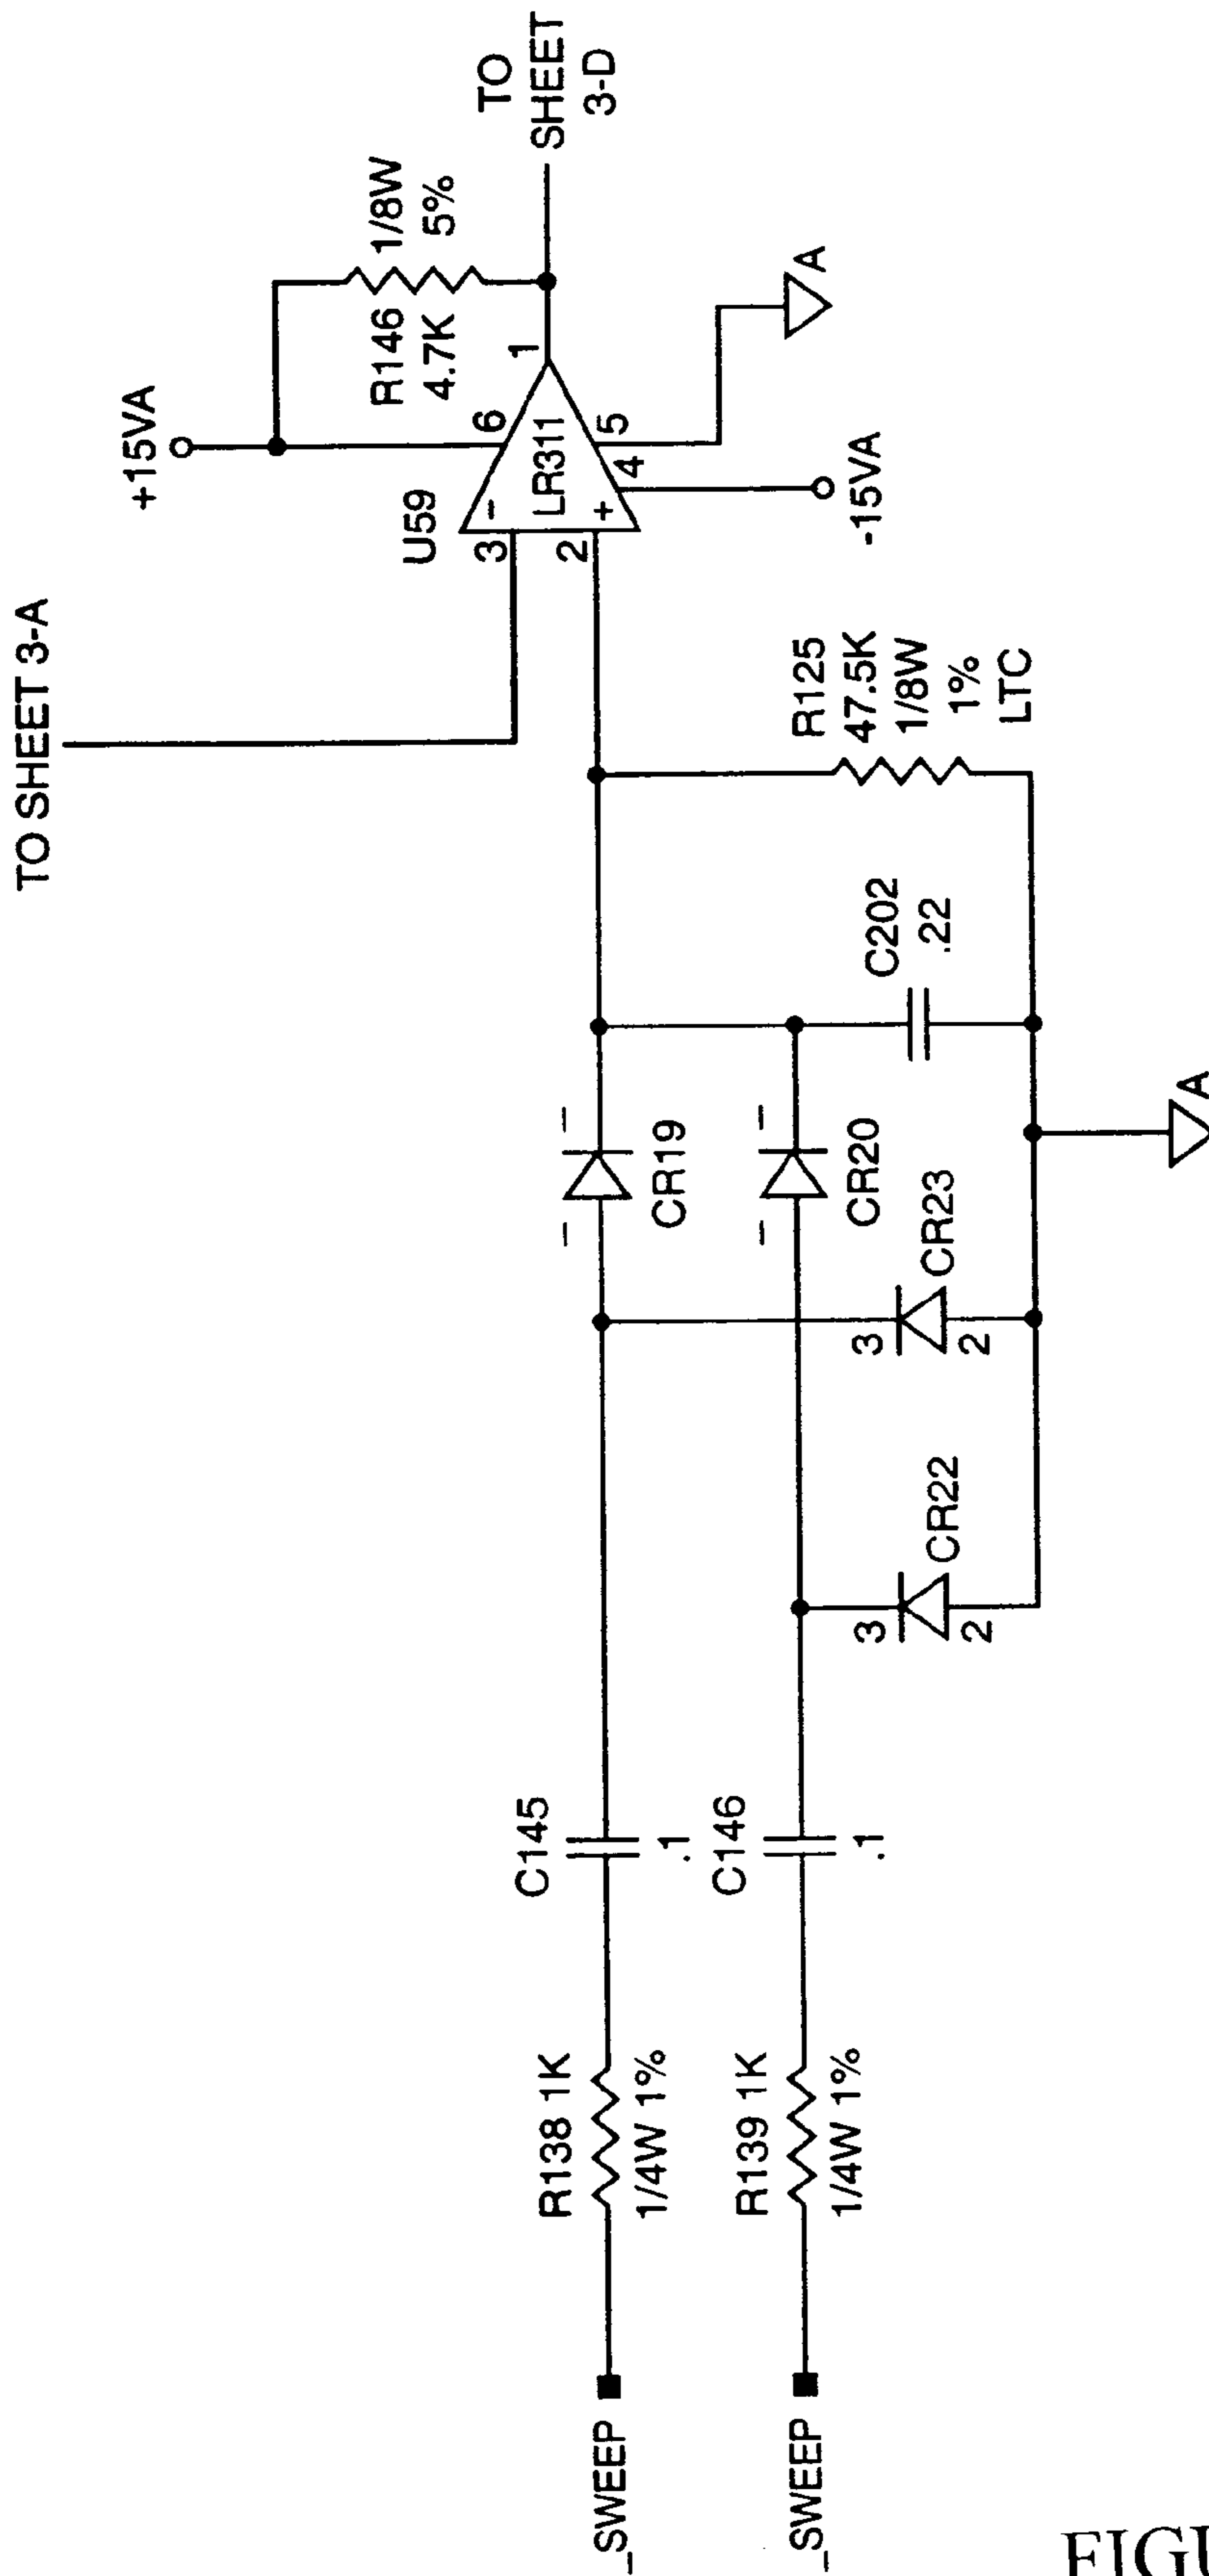 TO SHEET 3-A
+15VA
R146
4.7K
1/8W
5%
TO
SHEET
3-D
U59
LR311
3
-
2
+
6
1
5
4
A
-15VA
R125
47.5K
1/8W
1%
LTC
C202
.22
- -
CR19
- -
CR20
3
2
CR23
3
2
CR22
A
C145
.1
C146
.1
R138 1K
1/4W 1%
R139 1K
1/4W 1%
_SWEEP
_SWEEP